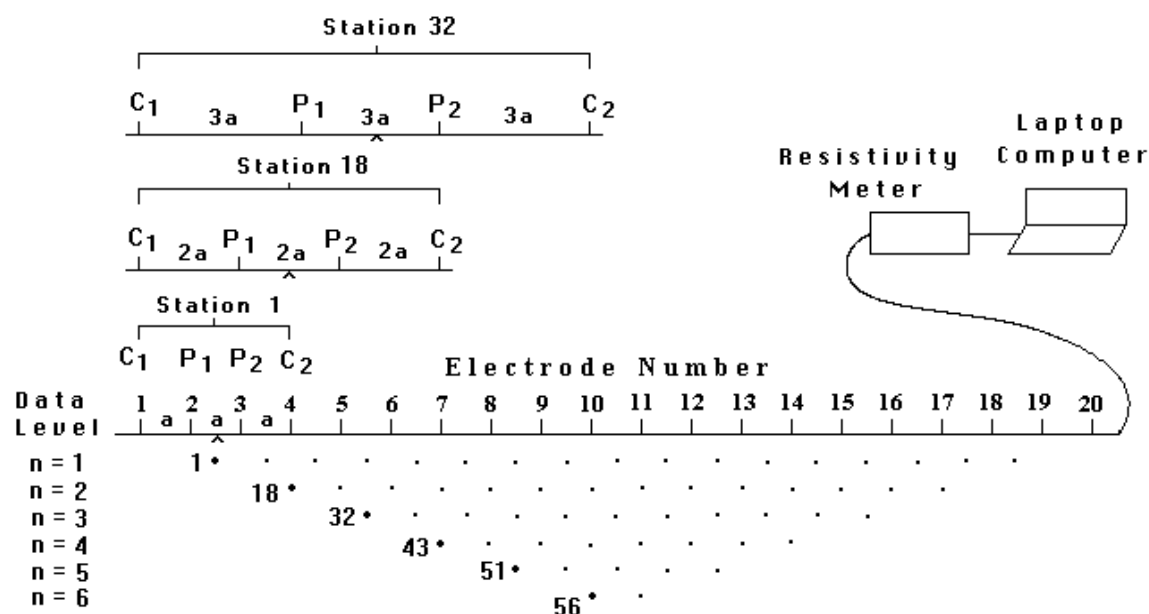 Station 32
C1 3a P1 3a P2 3a C2
Station 18
C1 2a P1 2a P2 2a C2
Station 1
C1 P1 P2 C2
Resistivity Meter
Laptop Computer
Electrode Number
Data Level
1 2 3 4 5 6 7 8 9 10 11 12 13 14 15 16 17 18 19 20
a a a
n = 1 1
n = 2 18
n = 3 32
n = 4 43
n = 5 51
n = 6 56